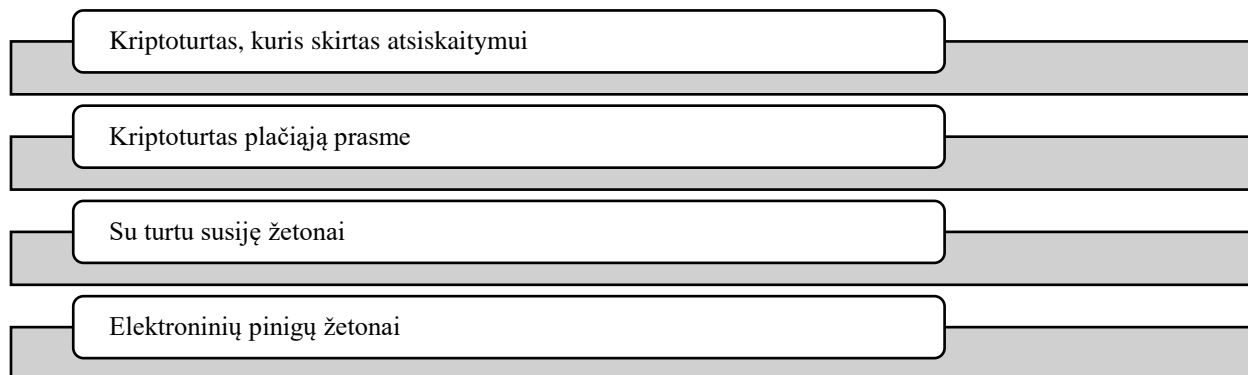 Kriptoturtas, kuris skirtas atsiskaitymui
Kriptoturtas plačiąją prasme
Su turtu susiję žetonai
Elektroninių pinigų žetonai